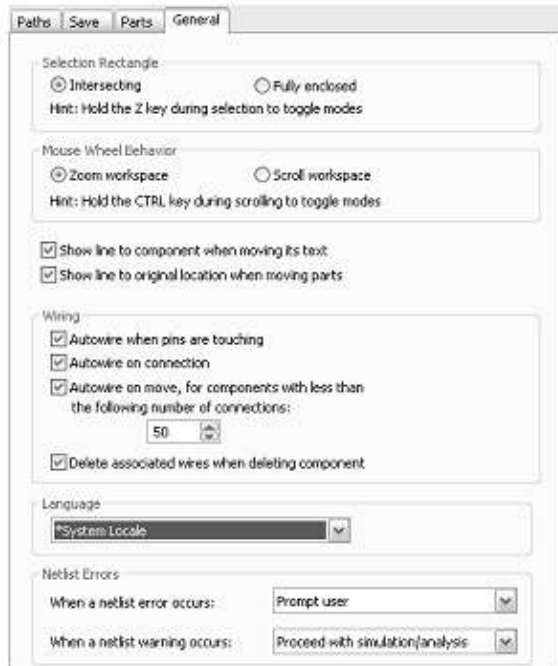 Paths Save Parts General
Selection Rectangle
Intersecting Fully enclosed
Hint: Hold the Z key during selection to toggle modes
Mouse Wheel Behavior
Zoom workspace Scroll workspace
Hint: Hold the CTRL key during scrolling to toggle modes
Show line to component when moving its text
Show line to original location when moving parts
Wiring
Autowire when pins are touching
Autowire on connection
Autowire on move, for components with less than
the following number of connections:
50
Delete associated wires when deleting component
Language
*System Locale
Netlist Errors
When a netlist error occurs: Prompt user
When a netlist warning occurs: Proceed with simulation/analysis